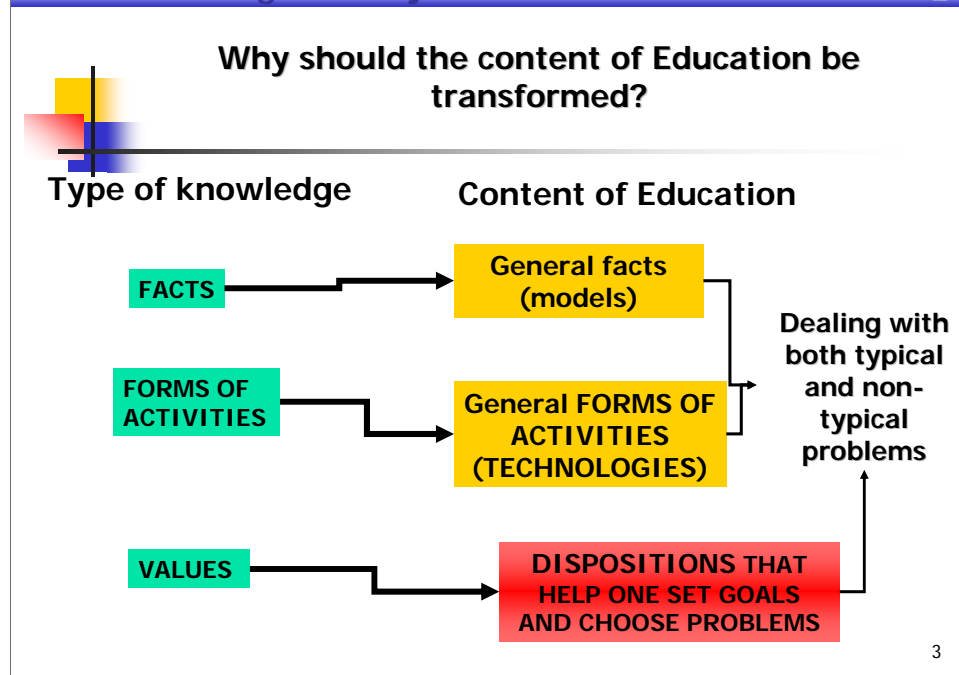 Why should the content of Education be
transformed?
Type of knowledge
Content of Education
FACTS
General facts
(models)
FORMS OF
ACTIVITIES
General FORMS OF
ACTIVITIES
(TECHNOLOGIES)
Dealing with
both typical
and non-
typical
problems
VALUES
DISPOSITIONS THAT
HELP ONE SET GOALS
AND CHOOSE PROBLEMS
3